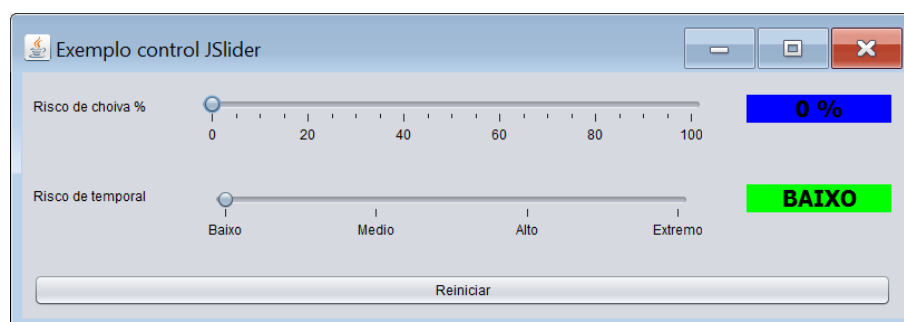 Exemplo control JSlider
Risco de choiva %
0 %
0 20 40 60 80 100
Risco de temporal
BAIXO
Baixo Medio Alto Extremo
Reiniciar